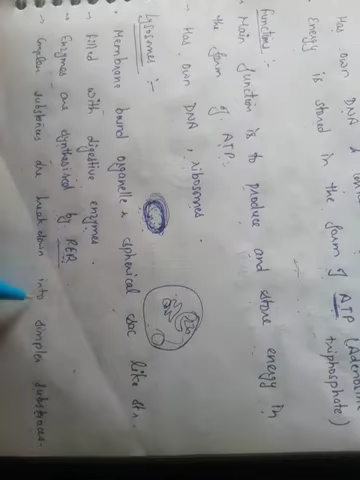 Has own DNA &
Energy is stored in the form of ATP (Adenosine
triphosphate)
Functions :-
- Main function is to produce and store energy in
the form of ATP.
- Has own DNA, ribosomes.
Lysosomes :-
Membrane bound organelle & spherical sac like str.
- filled with digestive enzymes.
- Enzymes are synthesised by RER
- Complex substances are break down into simpler substances.